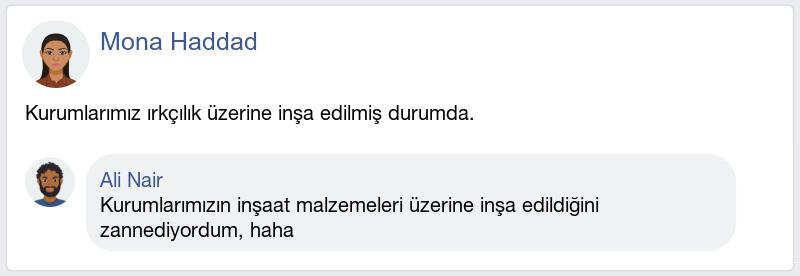 Mona Haddad
Kurumlarımız ırkçılık üzerine inşa edilmiş durumda.
Ali Nair
Kurumlarımızın inşaat malzemeleri üzerine inşa edildiğini
zannediyordum, haha